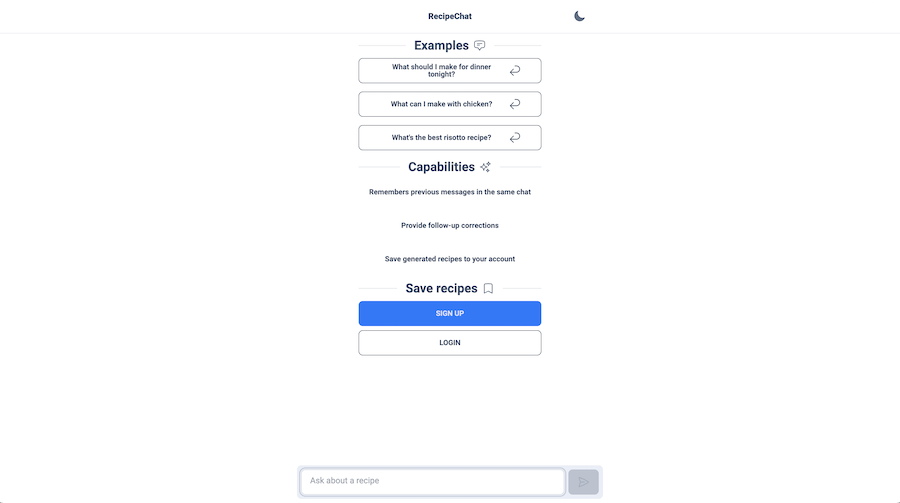 RecipeChat
Examples
What should I make for dinner
tonight?
What can I make with chicken?
What's the best risotto recipe?
Capabilities
Remembers previous messages in the same chat
Provide follow-up corrections
Save generated recipes to your account
Save recipes
SIGN UP
LOGIN
Ask about a recipe